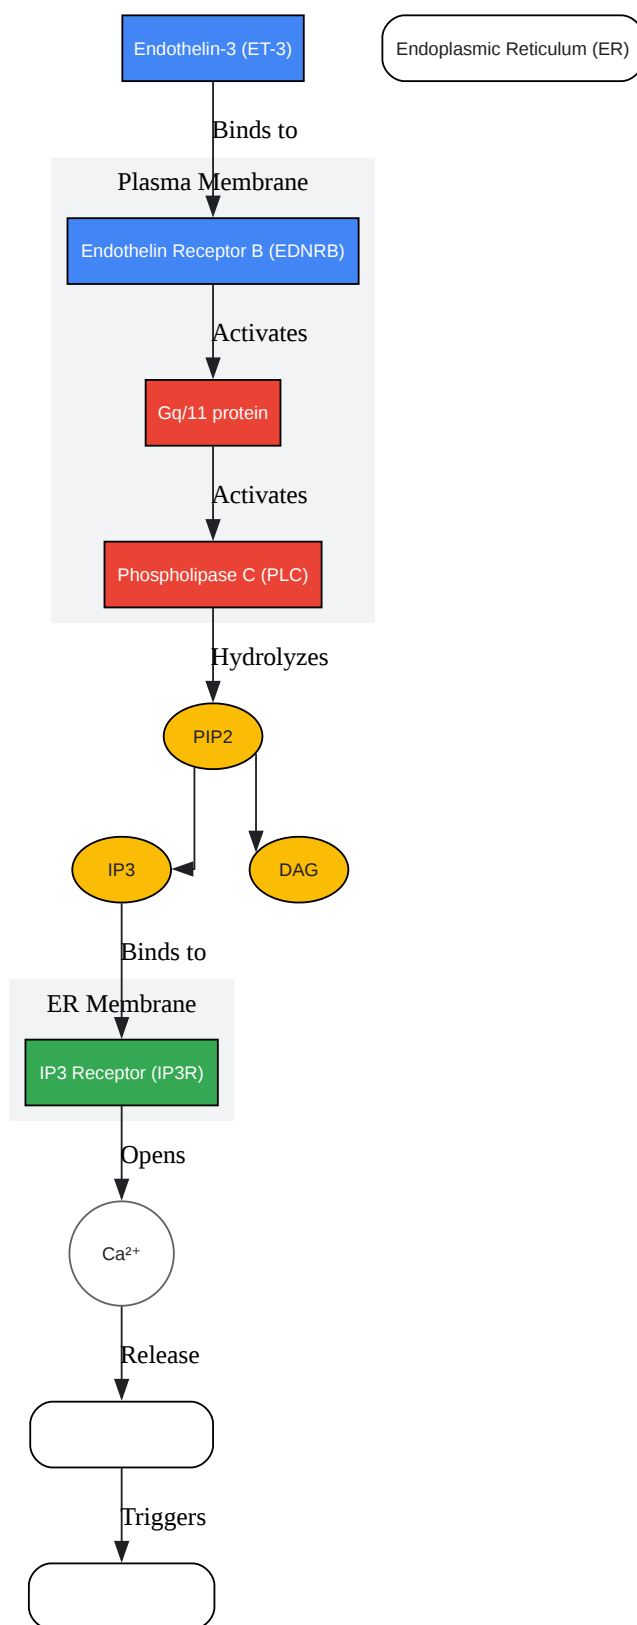 Endothelin-3 (ET-3)
Endoplasmic Reticulum (ER)
Binds to
Plasma Membrane
Endothelin Receptor B (EDNRB)
Activates
Gq/11 protein
Activates
Phospholipase C (PLC)
Hydrolyzes
PIP2
IP3
DAG
Binds to
ER Membrane
IP3 Receptor (IP3R)
Opens
Ca²⁺
Release
Triggers